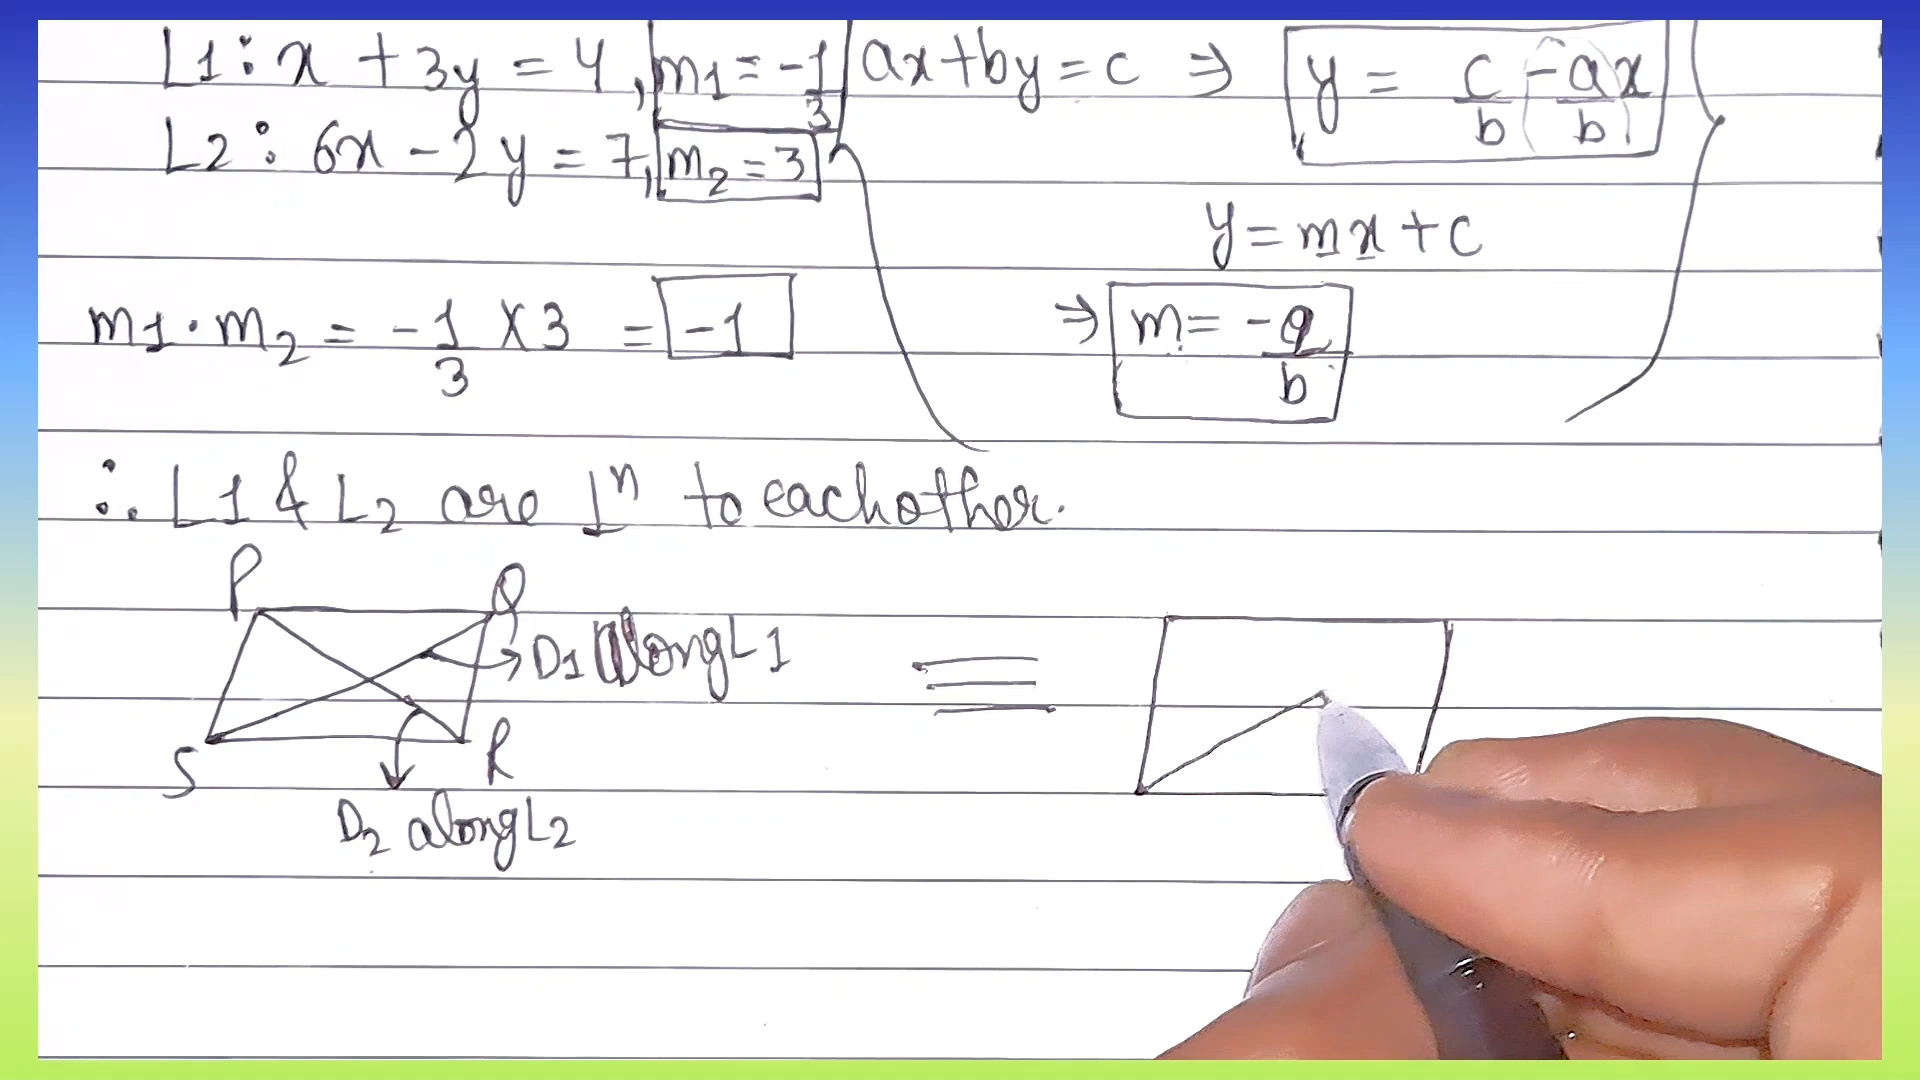 L1: x + 3y = 4, m1 = -1/3 ax+by=c ⇒ y = c/b - a/b x
L2: 6x - 2y = 7, m2 = 3
y = mx + c
m1 · m2 = -1/3 X 3 = -1 ⇒ m = -a/b
∴ L1 & L2 are ⊥n to eachother.
P Q
D1 along L1
S R
D2 along L2